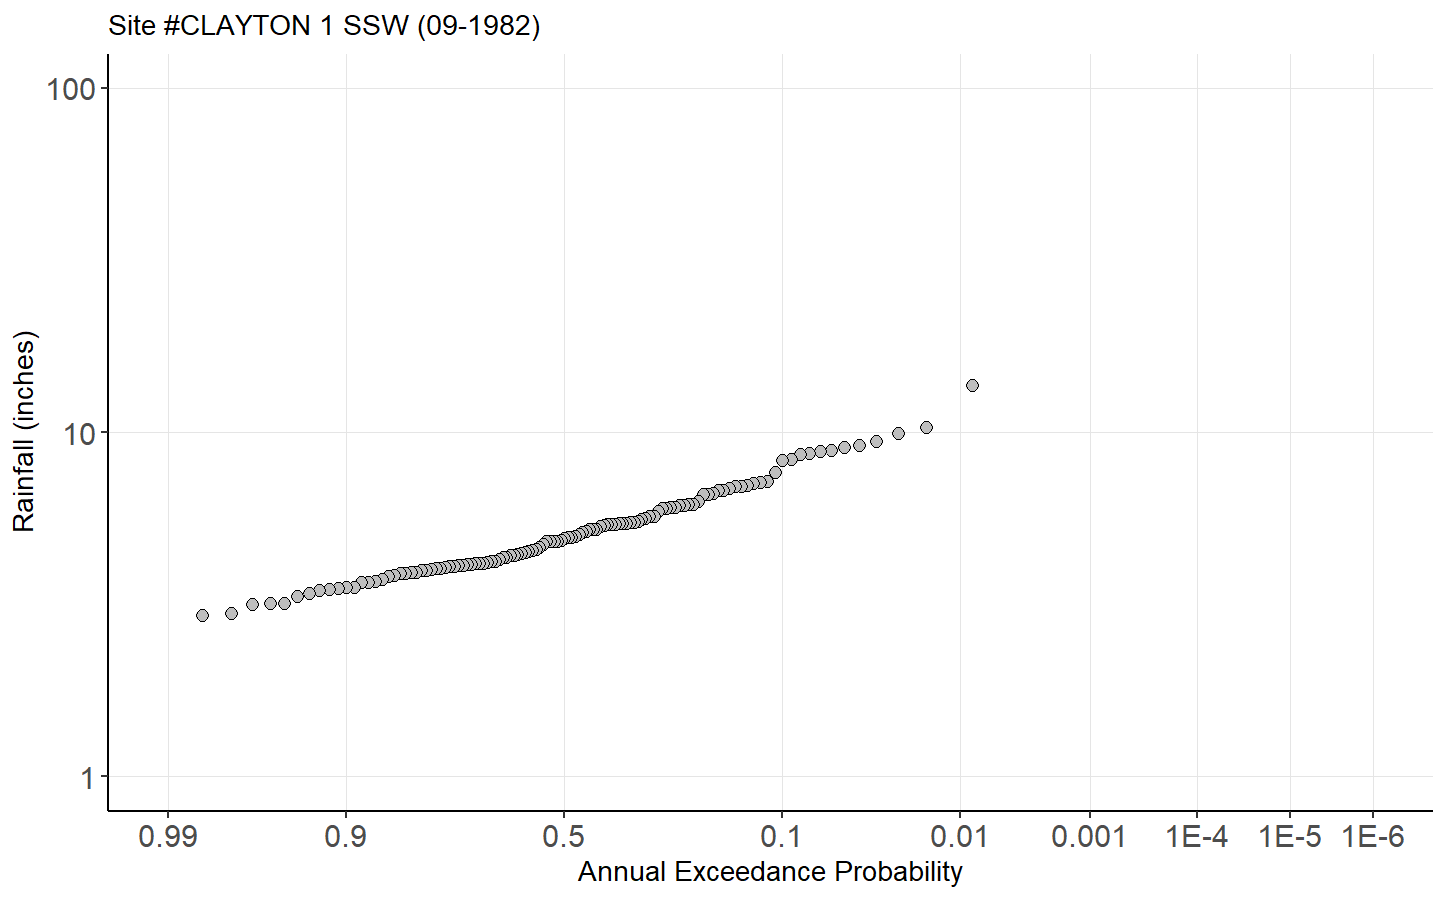 Site #CLAYTON 1 SSW (09-1982)
100
10
1
Rainfall (inches)
0.99 0.9 0.5 0.1 0.01 0.001 1E-4 1E-5 1E-6
Annual Exceedance Probability